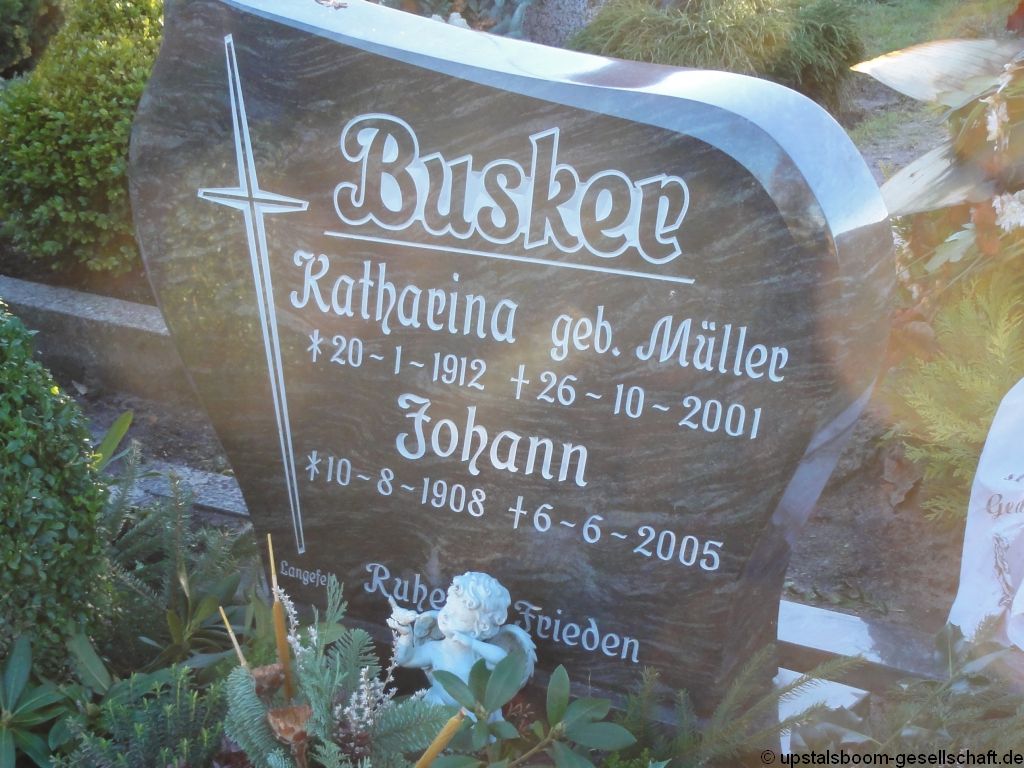 Busker
Katharina geb. Müller
* 20 - 1 - 1912 † 26 - 10 - 2001
Johann
* 10 - 8 - 1908 † 6 - 6 - 2005
Ruhe Frieden
© upstalsboom-gesellschaft.de